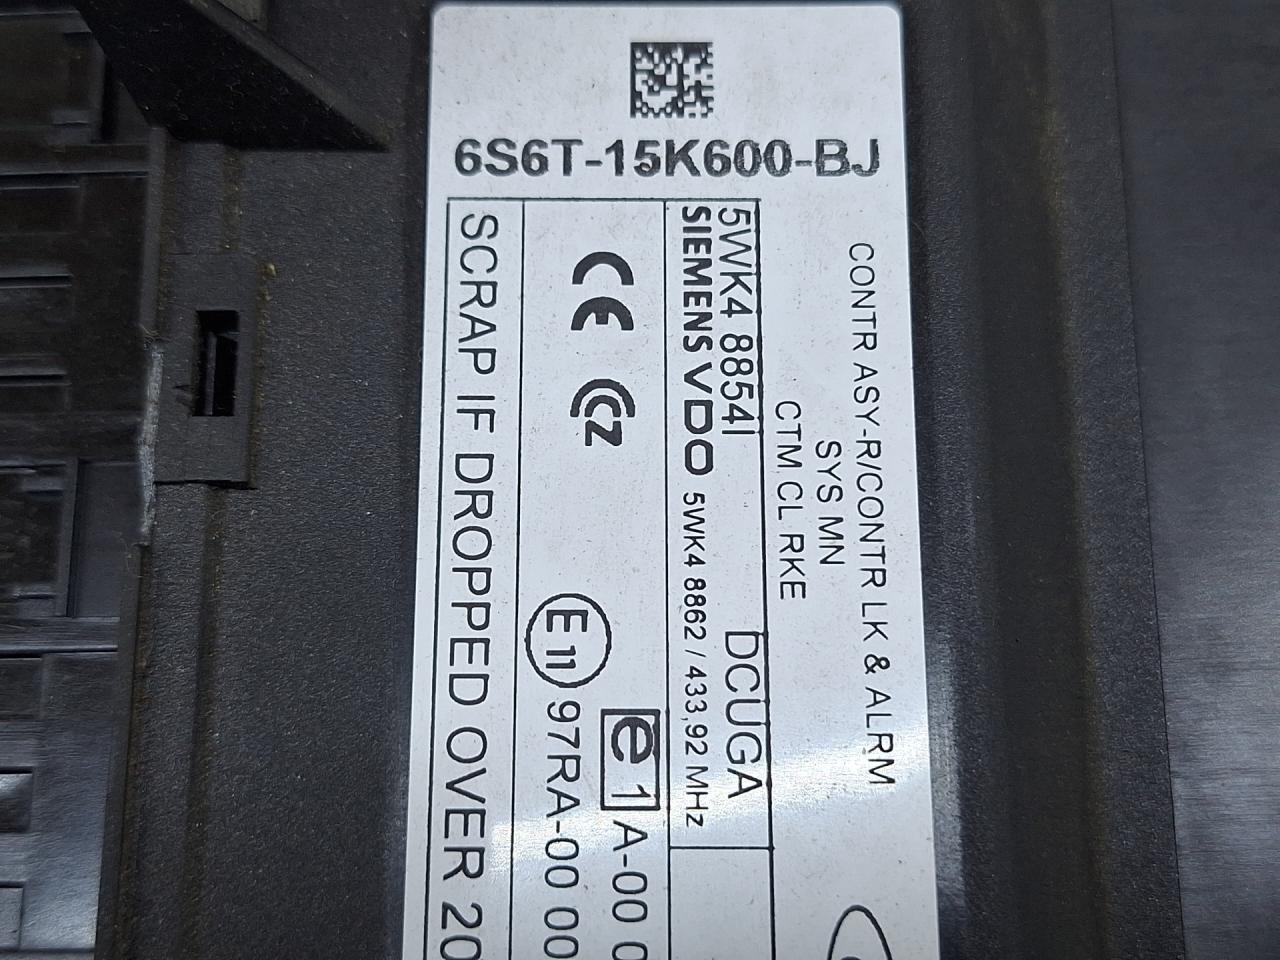 6S6T-15K600-BJ
CONTR ASY-R/CONTR LK & ALRM
SYS MN
CTM,CL RKE
5WK4 8854I DCUGA
SIEMENS VDO 5WK4 8862 / 433,92 MHz
CE
e1 A-00 0
E11 97RA-00 00
SCRAP IF DROPPED OVER 20